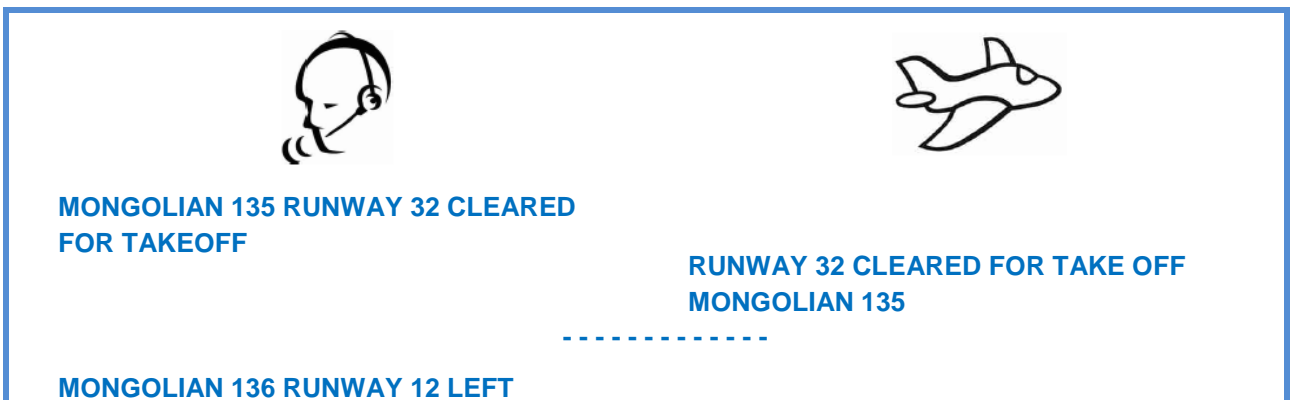 MONGOLIAN 135 RUNWAY 32 CLEARED
FOR TAKEOFF
RUNWAY 32 CLEARED FOR TAKE OFF
MONGOLIAN 135
- - - - - - - - - - - - -
MONGOLIAN 136 RUNWAY 12 LEFT